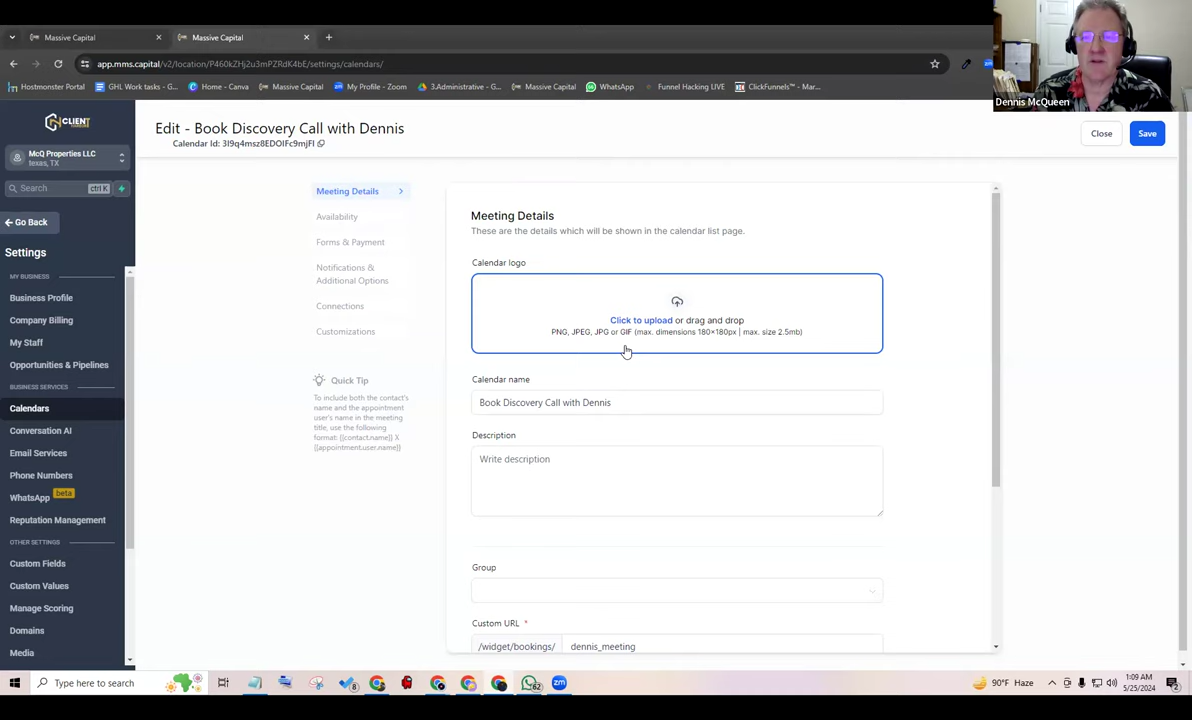 Massive Capital
Massive Capital
app.mms.capital/v2/location/P460kZHj2u3mPZRdK4bE/settings/calendars/
Hostmonster Portal
GHL Work tasks - G...
Home - Canva
Massive Capital
My Profile - Zoom
3.Administrative - G...
Massive Capital
WhatsApp
Funnel Hacking LIVE
ClickFunnels™ - Mar...
Dennis McQueen
CLIENT
McQ Properties LLC
texas, TX
Search
ctrl K
Go Back
Settings
MY BUSINESS
Business Profile
Company Billing
My Staff
Opportunities & Pipelines
BUSINESS SERVICES
Calendars
Conversation AI
Email Services
Phone Numbers
WhatsApp beta
Reputation Management
OTHER SETTINGS
Custom Fields
Custom Values
Manage Scoring
Domains
Media
Edit - Book Discovery Call with Dennis
Calendar Id: 3I9q4msz8EDOIFc9mjFI
Close
Save
Meeting Details
Availability
Forms & Payment
Notifications &
Additional Options
Connections
Customizations
Quick Tip
To include both the contact's
name and the appointment
user's name in the meeting
title, use the following
format: {{contact.name}} X
{{appointment.user.name}}
Meeting Details
These are the details which will be shown in the calendar list page.
Calendar logo
Click to upload or drag and drop
PNG, JPEG, JPG or GIF (max. dimensions 180×180px | max. size 2.5mb)
Calendar name
Book Discovery Call with Dennis
Description
Write description
Group
Custom URL *
/widget/bookings/
dennis_meeting
Type here to search
8
62
90°F Haze
1:09 AM
5/25/2024
2